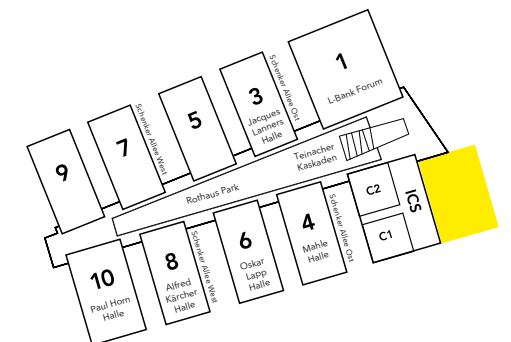 1
L-Bank Forum
Schenker Allee Ost
3
Jacques
Lanners
Halle
5
Schenker Allee West
7
9
Teinacher
Kaskaden
Rothaus Park
C2
ICS
C1
Schenker Allee Ost
4
Mahle
Halle
6
Oskar
Lapp
Halle
Schenker Allee West
8
Alfred
Kärcher
Halle
10
Paul Horn
Halle